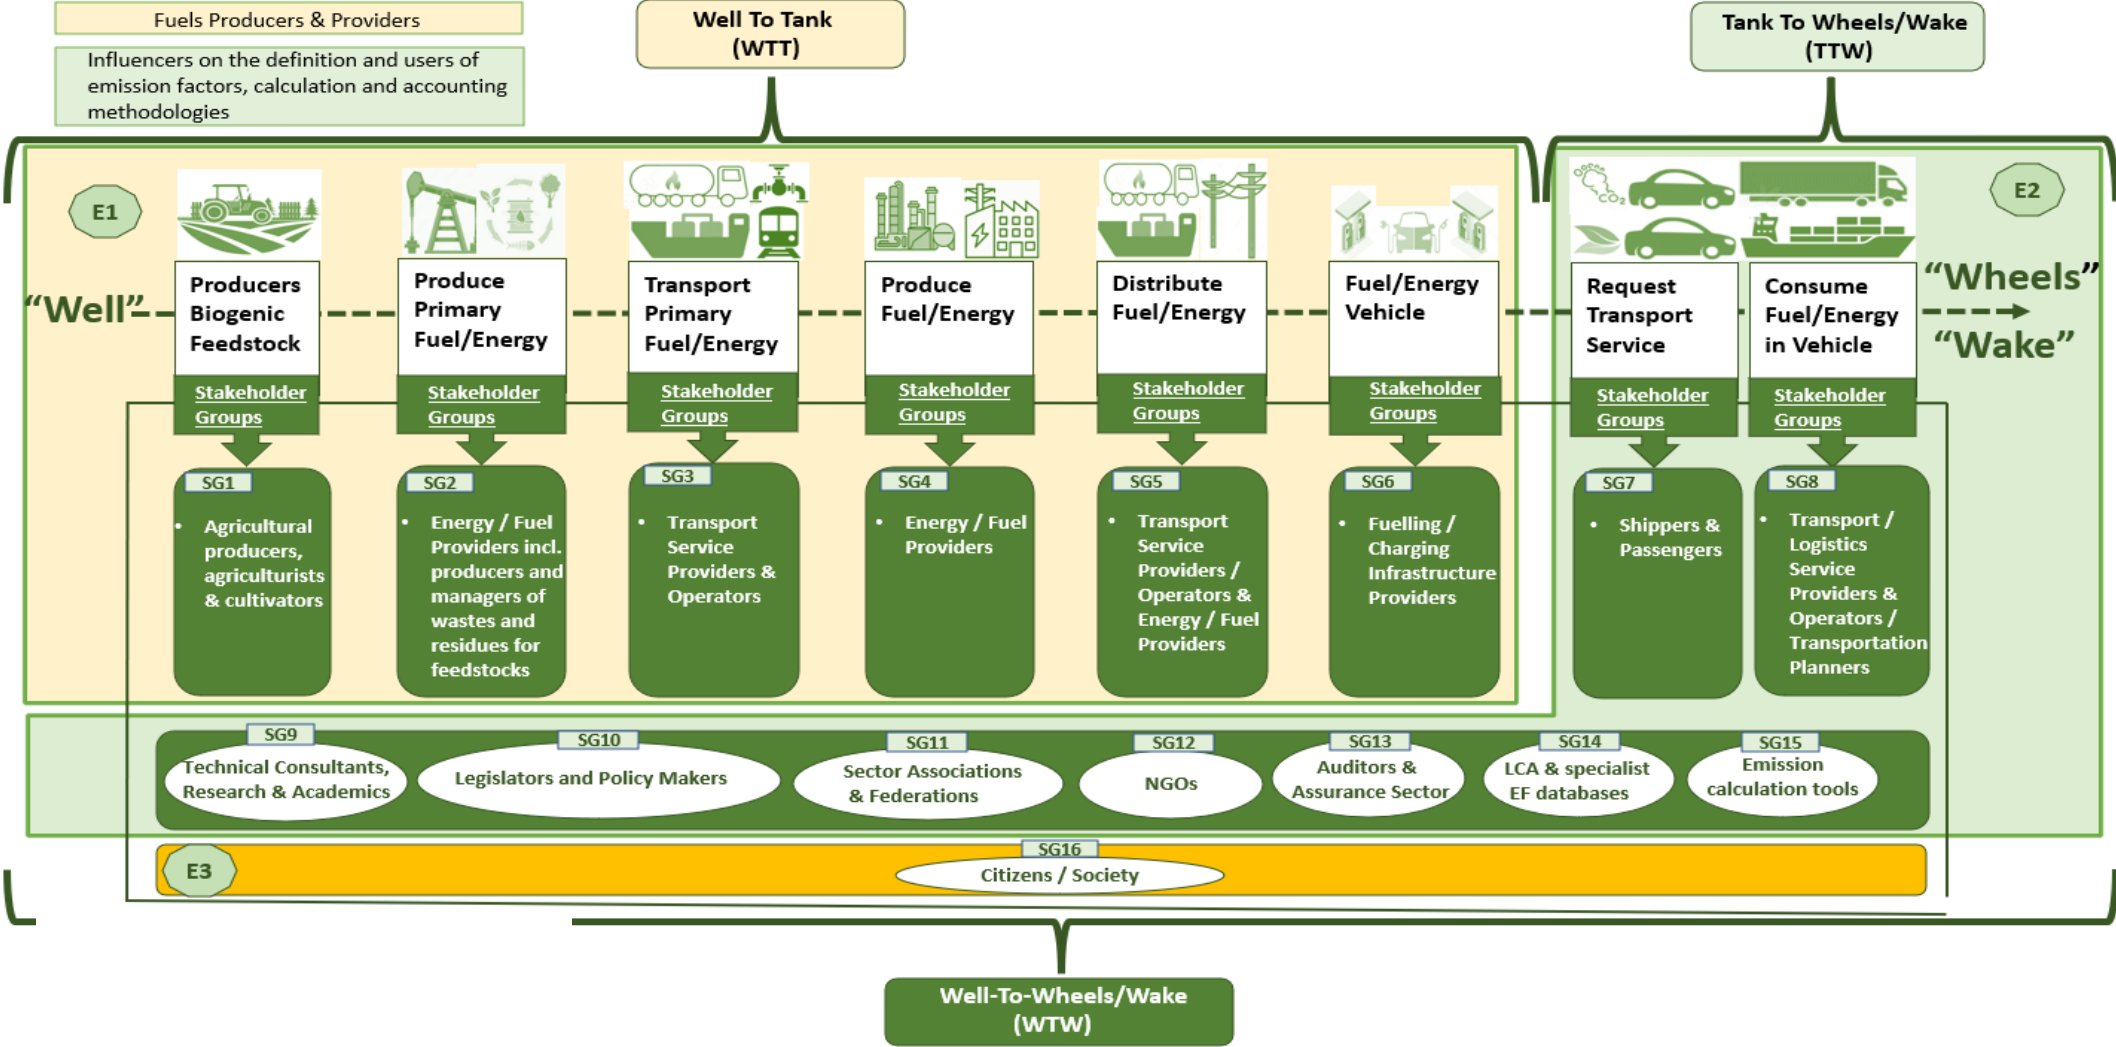 Fuels Producers & Providers
Influencers on the definition and users of
emission factors, calculation and accounting
methodologies
Well To Tank
(WTT)
Tank To Wheels/Wake
(TTW)
E1
E2
CO2
“Well”
Producers
Biogenic
Feedstock
Produce
Primary
Fuel/Energy
Transport
Primary
Fuel/Energy
Produce
Fuel/Energy
Distribute
Fuel/Energy
Fuel/Energy
Vehicle
Request
Transport
Service
Consume
Fuel/Energy
in Vehicle
“Wheels”
“Wake”
Stakeholder
Groups
Stakeholder
Groups
Stakeholder
Groups
Stakeholder
Groups
Stakeholder
Groups
Stakeholder
Groups
Stakeholder
Groups
Stakeholder
Groups
SG1
• Agricultural
producers,
agriculturists
& cultivators
SG2
• Energy / Fuel
Providers incl.
producers and
managers of
wastes and
residues for
feedstocks
SG3
• Transport
Service
Providers &
Operators
SG4
• Energy / Fuel
Providers
SG5
• Transport
Service
Providers /
Operators &
Energy / Fuel
Providers
SG6
• Fuelling /
Charging
Infrastructure
Providers
SG7
• Shippers &
Passengers
SG8
• Transport /
Logistics
Service
Providers &
Operators /
Transportation
Planners
SG9
Technical Consultants,
Research & Academics
SG10
Legislators and Policy Makers
SG11
Sector Associations
& Federations
SG12
NGOs
SG13
Auditors &
Assurance Sector
SG14
LCA & specialist
EF databases
SG15
Emission
calculation tools
E3
SG16
Citizens / Society
Well-To-Wheels/Wake
(WTW)